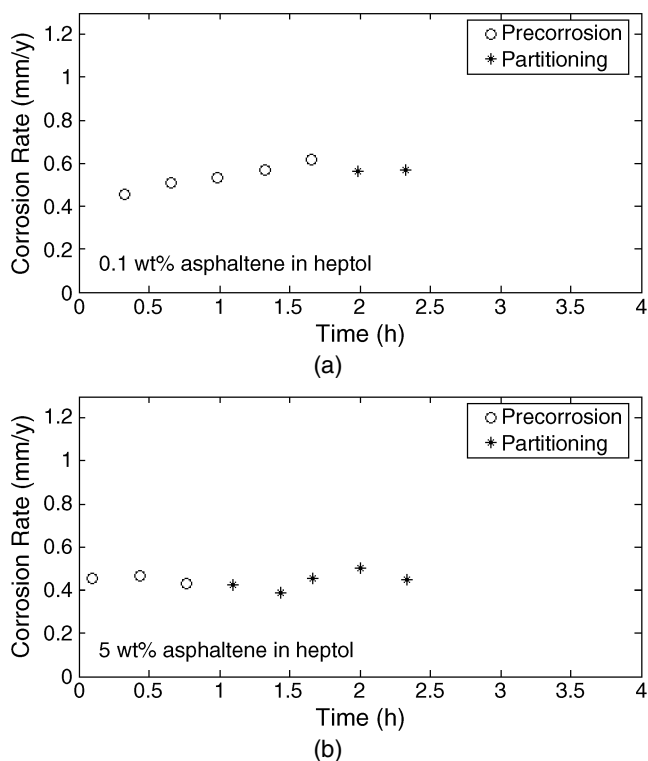 1.2
1
0.8
0.6
0.4
0.2
0
Corrosion Rate (mm/y)
Precorrosion
Partitioning
0.1 wt% asphaltene in heptol
0 0.5 1 1.5 2 2.5 3 3.5 4
Time (h)
(a)
1.2
1
0.8
0.6
0.4
0.2
0
Corrosion Rate (mm/y)
Precorrosion
Partitioning
5 wt% asphaltene in heptol
0 0.5 1 1.5 2 2.5 3 3.5 4
Time (h)
(b)